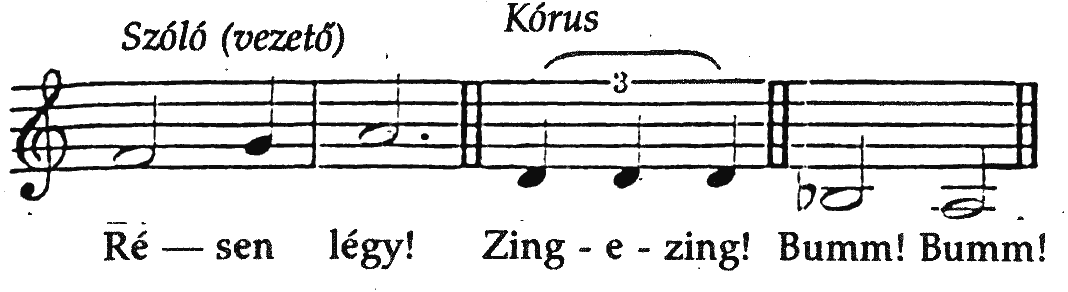 Szóló (vezető) Kórus
3
Ré — sen légy! Zing - e - zing! Bumm! Bumm!